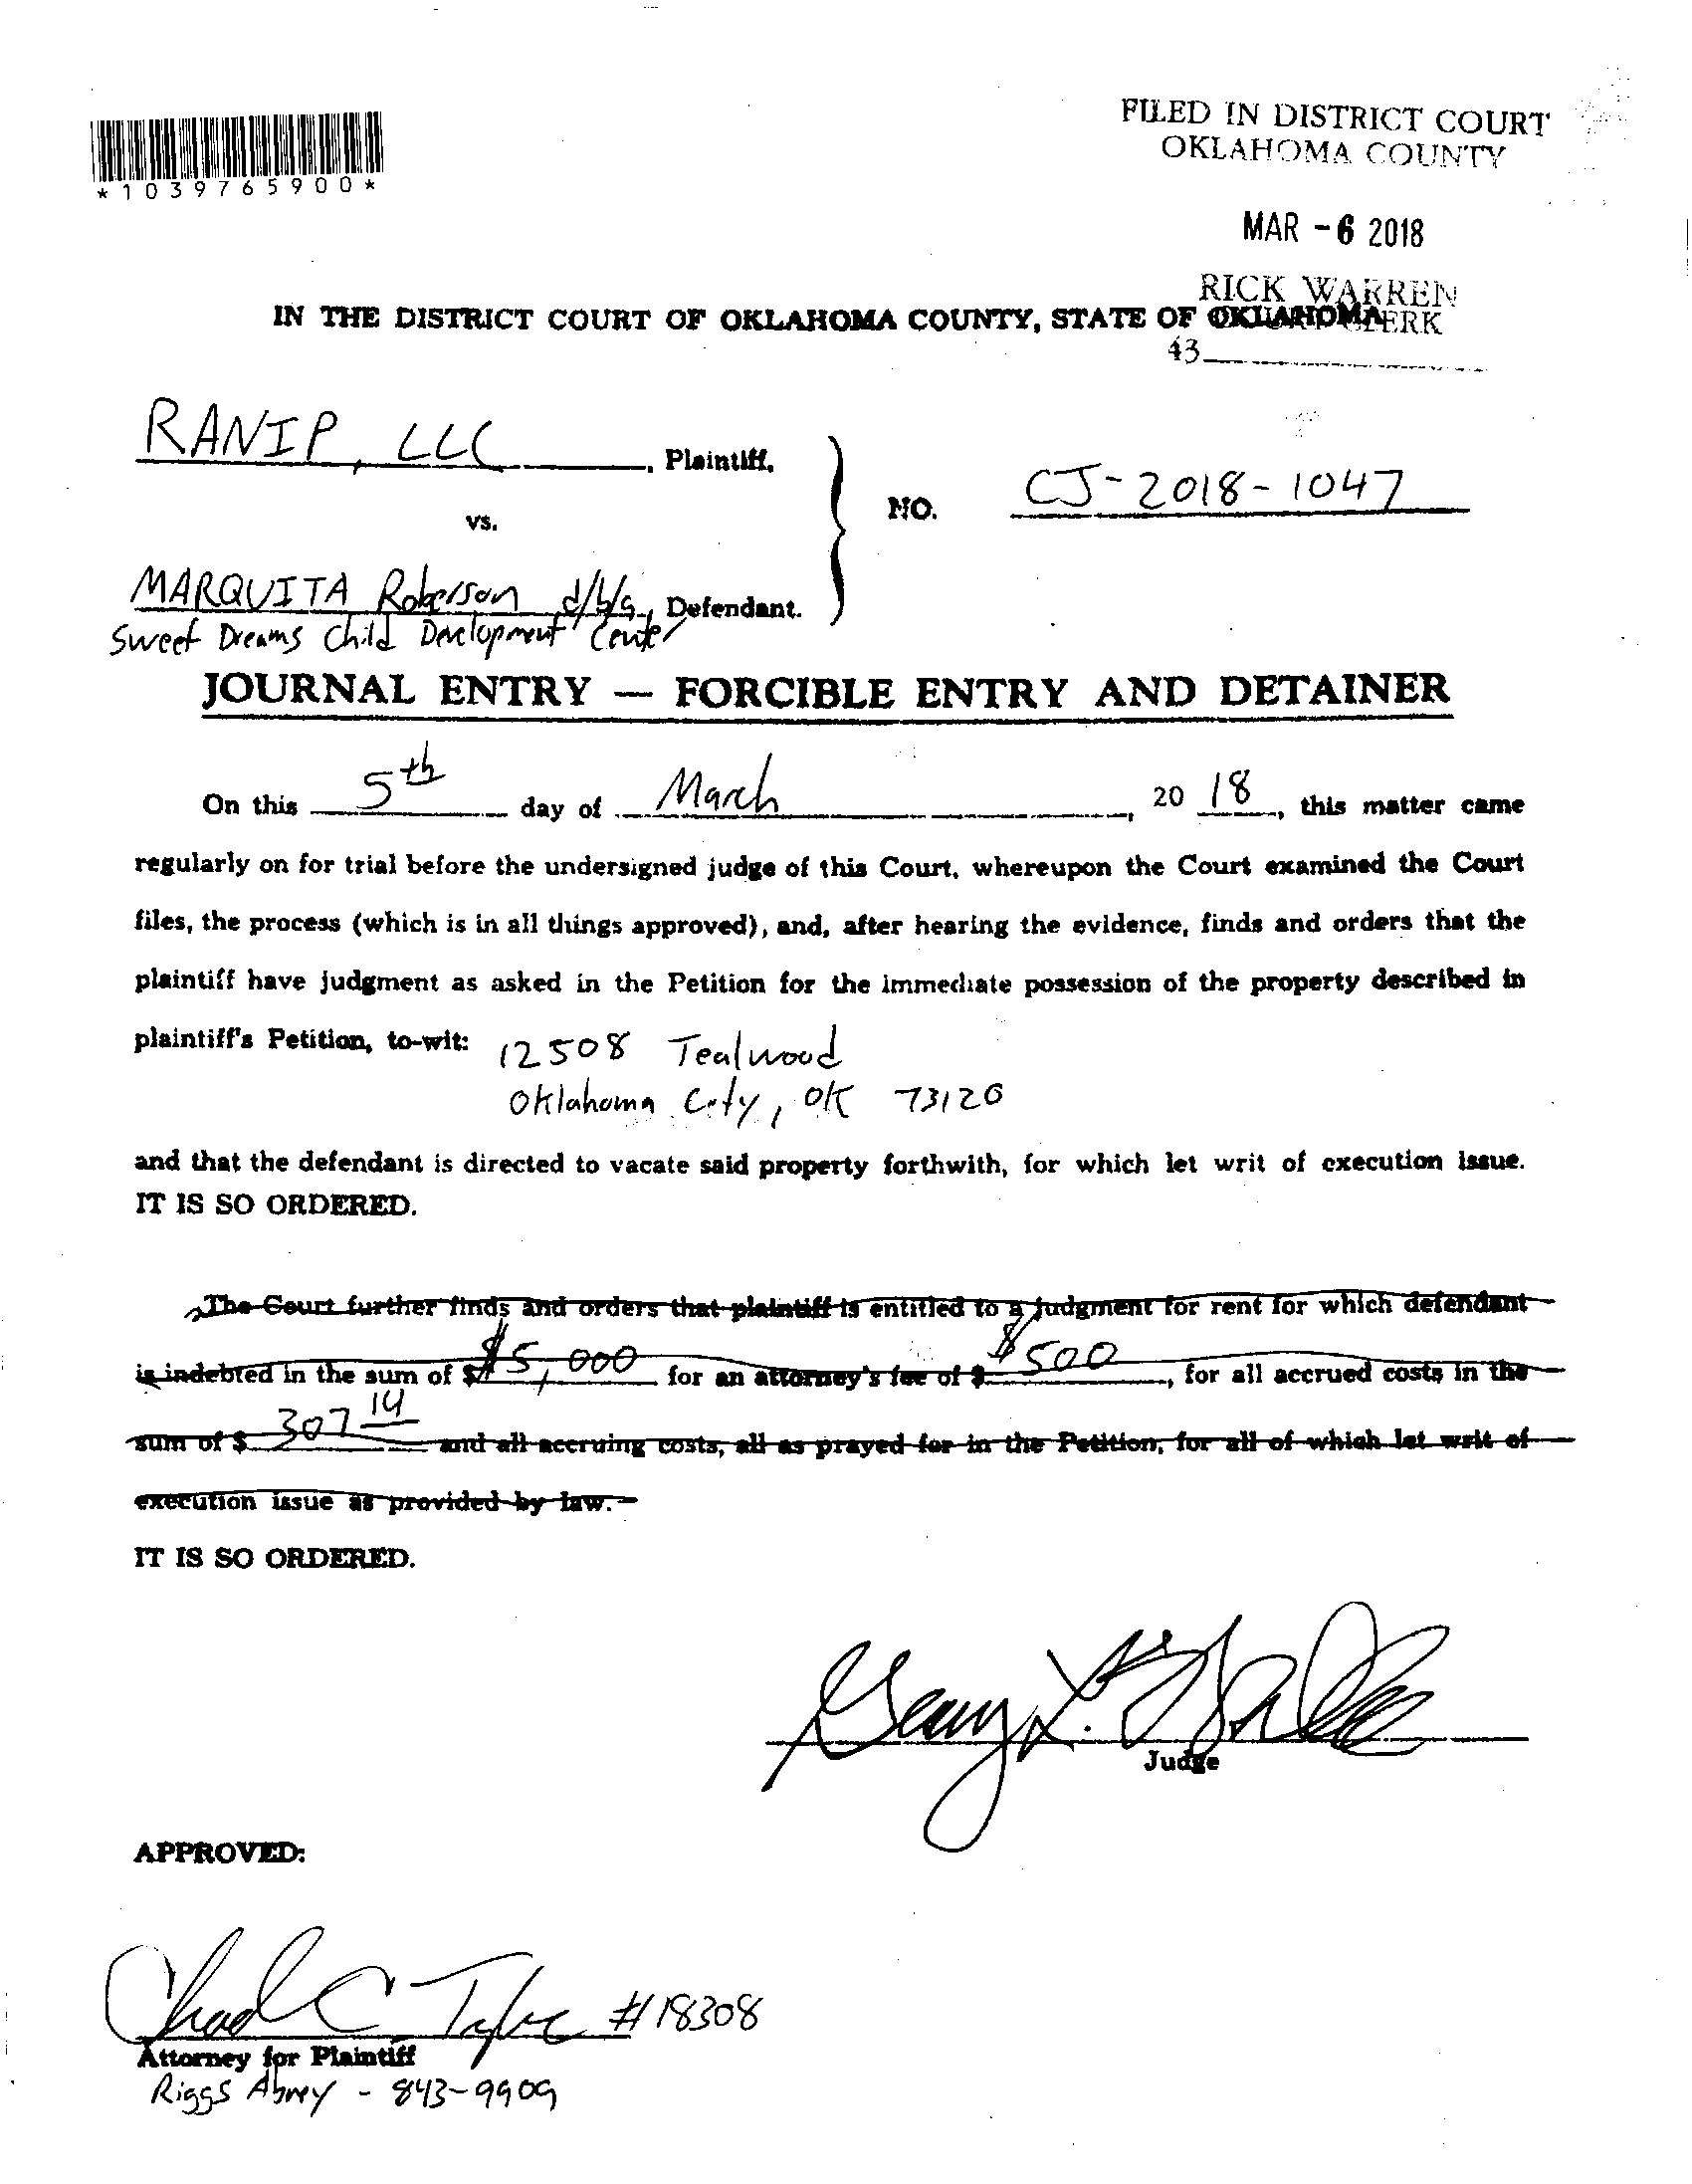 FILED IN DISTRICT COURT
OKLAHOMA COUNTY
*1039765900*
MAR -6 2018
RICK WARREN
COURT CLERK
43
IN THE DISTRICT COURT OF OKLAHOMA COUNTY, STATE OF OKLAHOMA
RANIP, LLC, Plaintiff,
vs.
NO. CJ-2018-1047
MARQUITA Roberson d/b/a, Defendant.
Sweet Dreams Child Development Center
JOURNAL ENTRY — FORCIBLE ENTRY AND DETAINER
On this 5th day of March, 20 18, this matter came
regularly on for trial before the undersigned judge of this Court, whereupon the Court examined the Court
files, the process (which is in all things approved), and, after hearing the evidence, finds and orders that the
plaintiff have judgment as asked in the Petition for the immediate possession of the property described in
plaintiff's Petition, to-wit: 12508 Tealwood
Oklahoma City, OK 73120
and that the defendant is directed to vacate said property forthwith, for which let writ of execution issue.
IT IS SO ORDERED.
The Court further finds and orders that plaintiff is entitled to a judgment for rent for which defendant
is indebted in the sum of $ $5,000 for an attorney's fee of $ $500, for all accrued costs in the
sum of $ 307 14 and all accruing costs, all as prayed for in the Petition, for all of which let writ of
execution issue as provided by law.
IT IS SO ORDERED.
Judge
APPROVED:
Chad C #18308
Attorney for Plaintiff
Riggs Abney - 843-9909